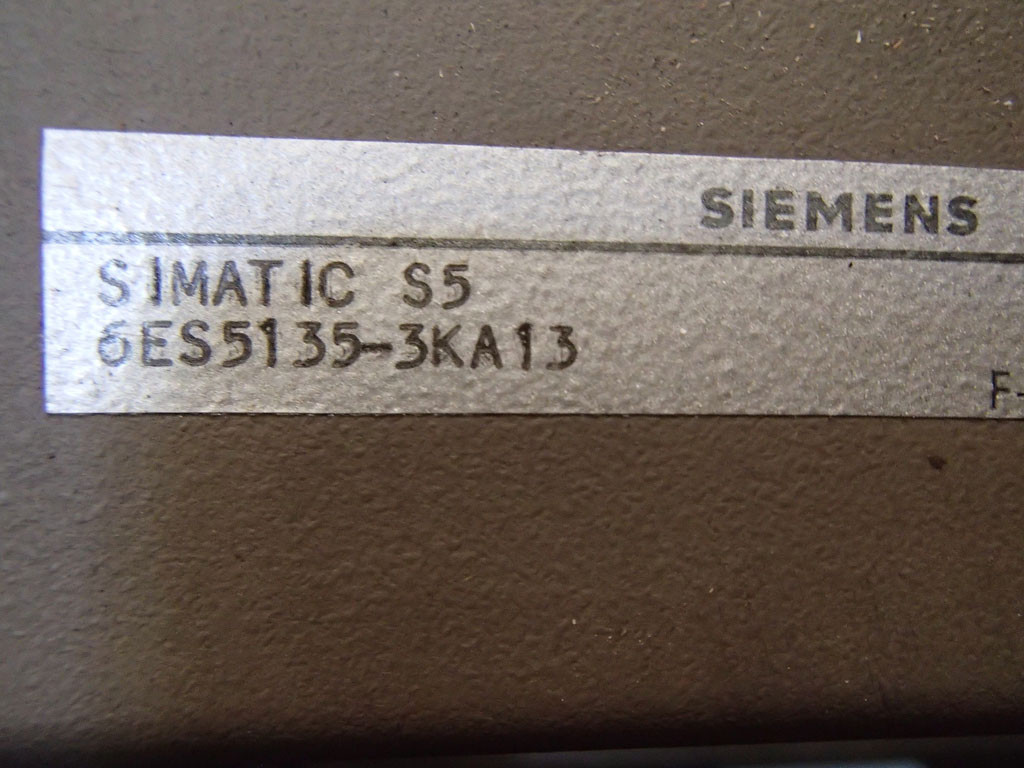 SIEMENS
SIMATIC S5
6ES5135-3KA13
F-